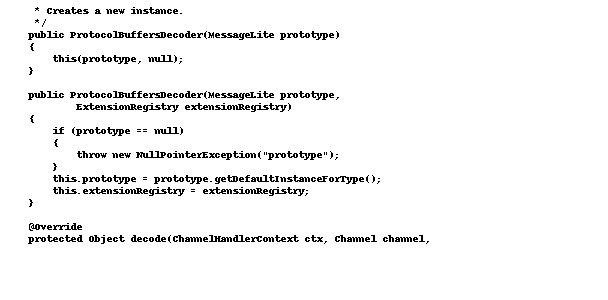 * Creates a new instance.
*/
public ProtocolBuffersDecoder(MessageLite prototype)
{
this(prototype, null);
}
public ProtocolBuffersDecoder(MessageLite prototype,
ExtensionRegistry extensionRegistry)
{
if (prototype == null)
{
throw new NullPointerException("prototype");
}
this.prototype = prototype.getDefaultInstanceForType();
this.extensionRegistry = extensionRegistry;
}
@Override
protected Object decode(ChannelHandlerContext ctx, Channel channel,